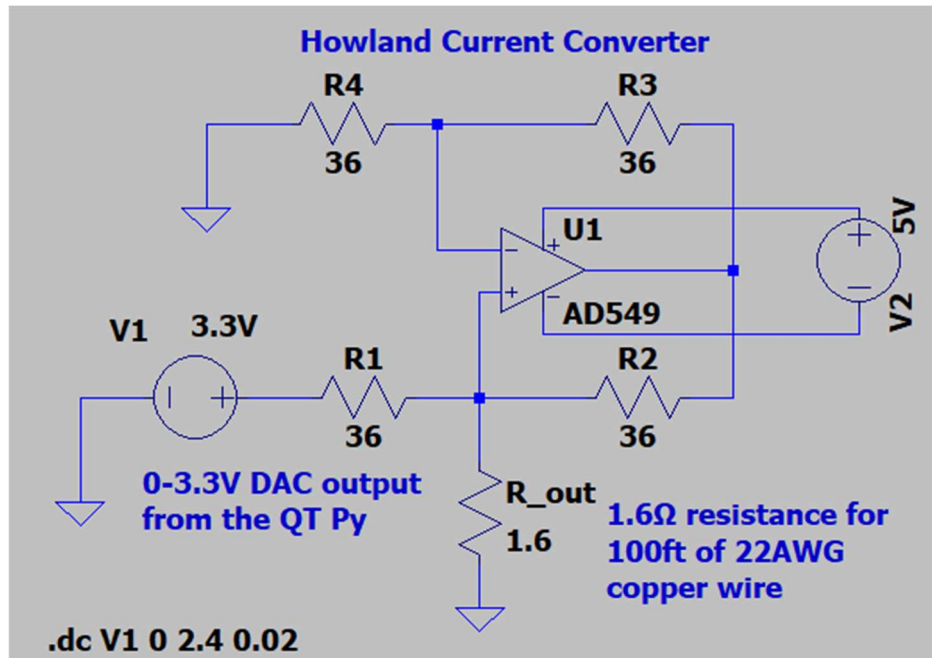 Howland Current Converter
R4
36
R3
36
U1
AD549
5V
V2
V1
3.3V
R1
36
R2
36
0-3.3V DAC output
from the QT Py
R_out
1.6
1.6Ω resistance for
100ft of 22AWG
copper wire
.dc V1 0 2.4 0.02